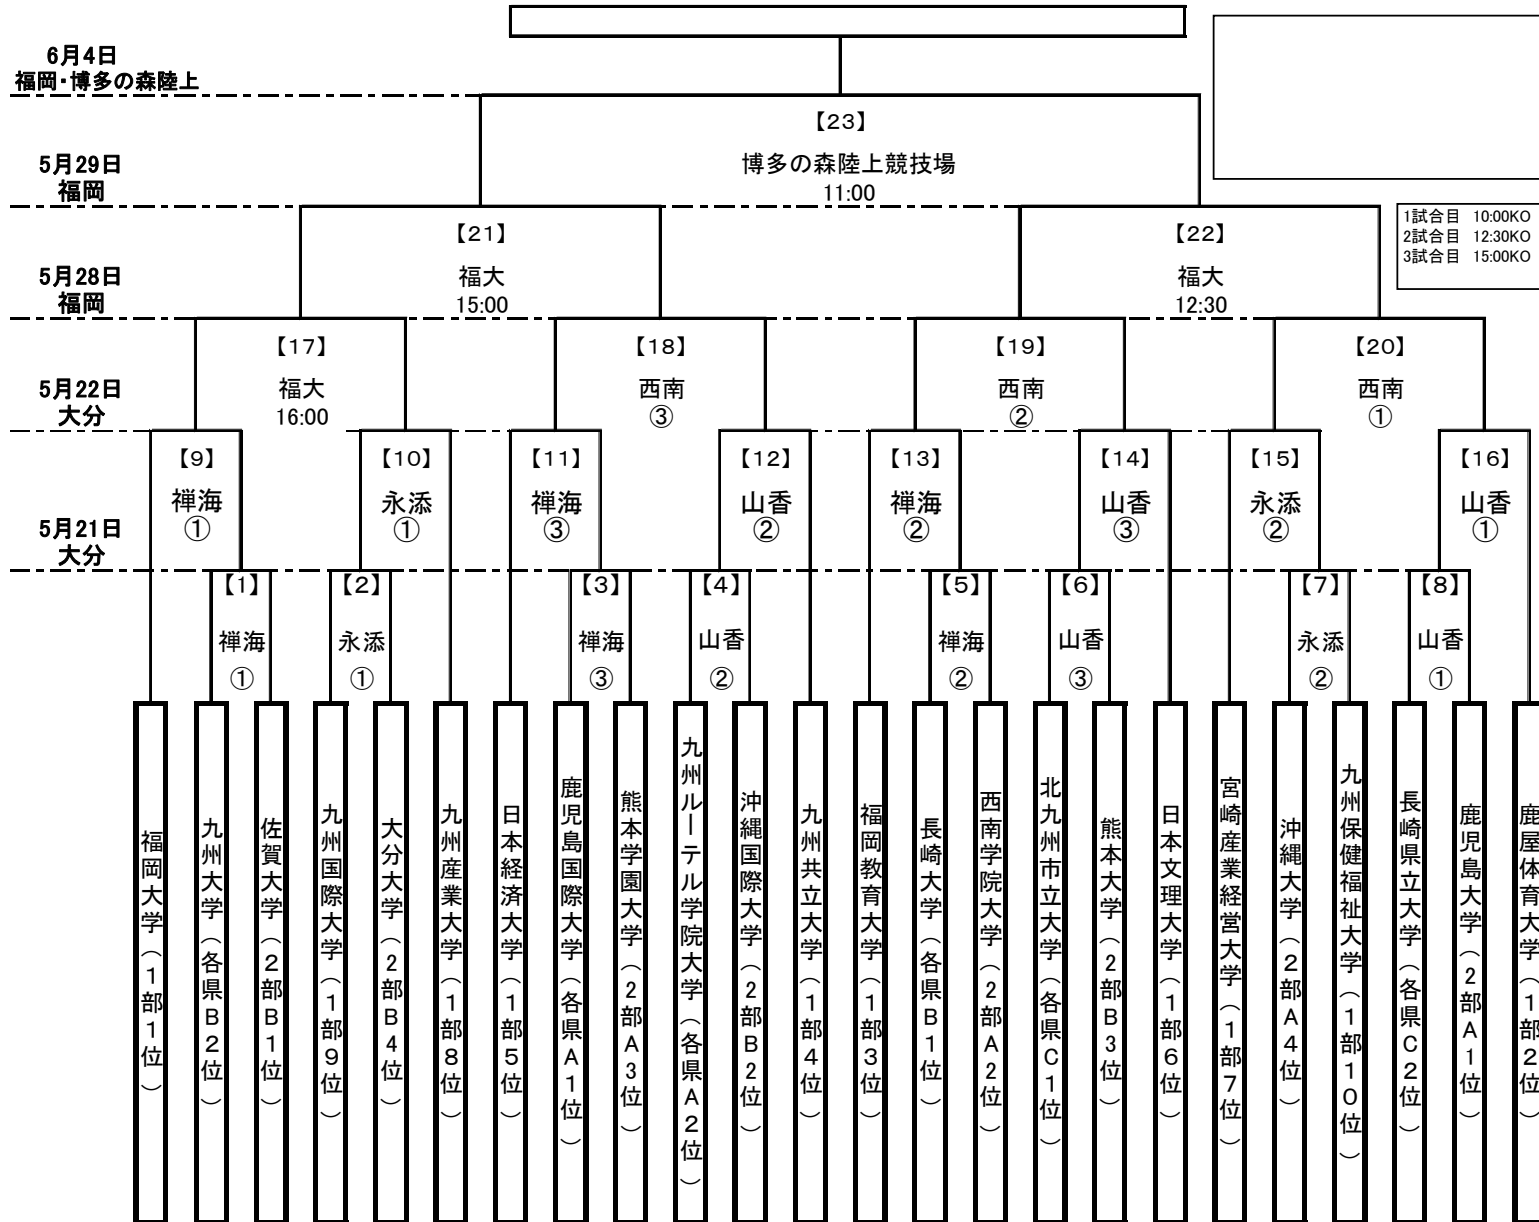 6月4日
福岡・博多の森陸上
【23】
博多の森陸上競技場
11:00
5月29日
福岡
1試合目 10:00KO
2試合目 12:30KO
3試合目 15:00KO
【21】
福大
15:00
【22】
福大
12:30
5月28日
福岡
【17】
福大
16:00
【18】
西南
③
【19】
西南
②
【20】
西南
①
5月22日
大分
【9】
禅海
①
【10】
永添
①
【11】
禅海
③
【12】
山香
②
【13】
禅海
②
【14】
山香
③
【15】
永添
②
【16】
山香
①
5月21日
大分
【1】
禅海
①
【2】
永添
①
【3】
禅海
③
【4】
山香
②
【5】
禅海
②
【6】
山香
③
【7】
永添
②
【8】
山香
①
福岡大学(1部1位)
九州大学(各県B2位)
佐賀大学(2部B1位)
九州国際大学(1部9位)
大分大学(2部B4位)
九州産業大学(1部8位)
日本経済大学(1部5位)
鹿児島国際大学(各県A1位)
熊本学園大学(2部A3位)
九州ルーテル学院大学(各県A2位)
沖縄国際大学(2部B2位)
九州共立大学(1部4位)
福岡教育大学(1部3位)
長崎大学(各県B1位)
西南学院大学(2部A2位)
北九州市立大学(各県C1位)
熊本大学(2部B3位)
日本文理大学(1部6位)
宮崎産業経営大学(1部7位)
沖縄大学(2部A4位)
九州保健福祉大学(1部10位)
長崎県立大学(各県C2位)
鹿児島大学(2部A1位)
鹿屋体育大学(1部2位)